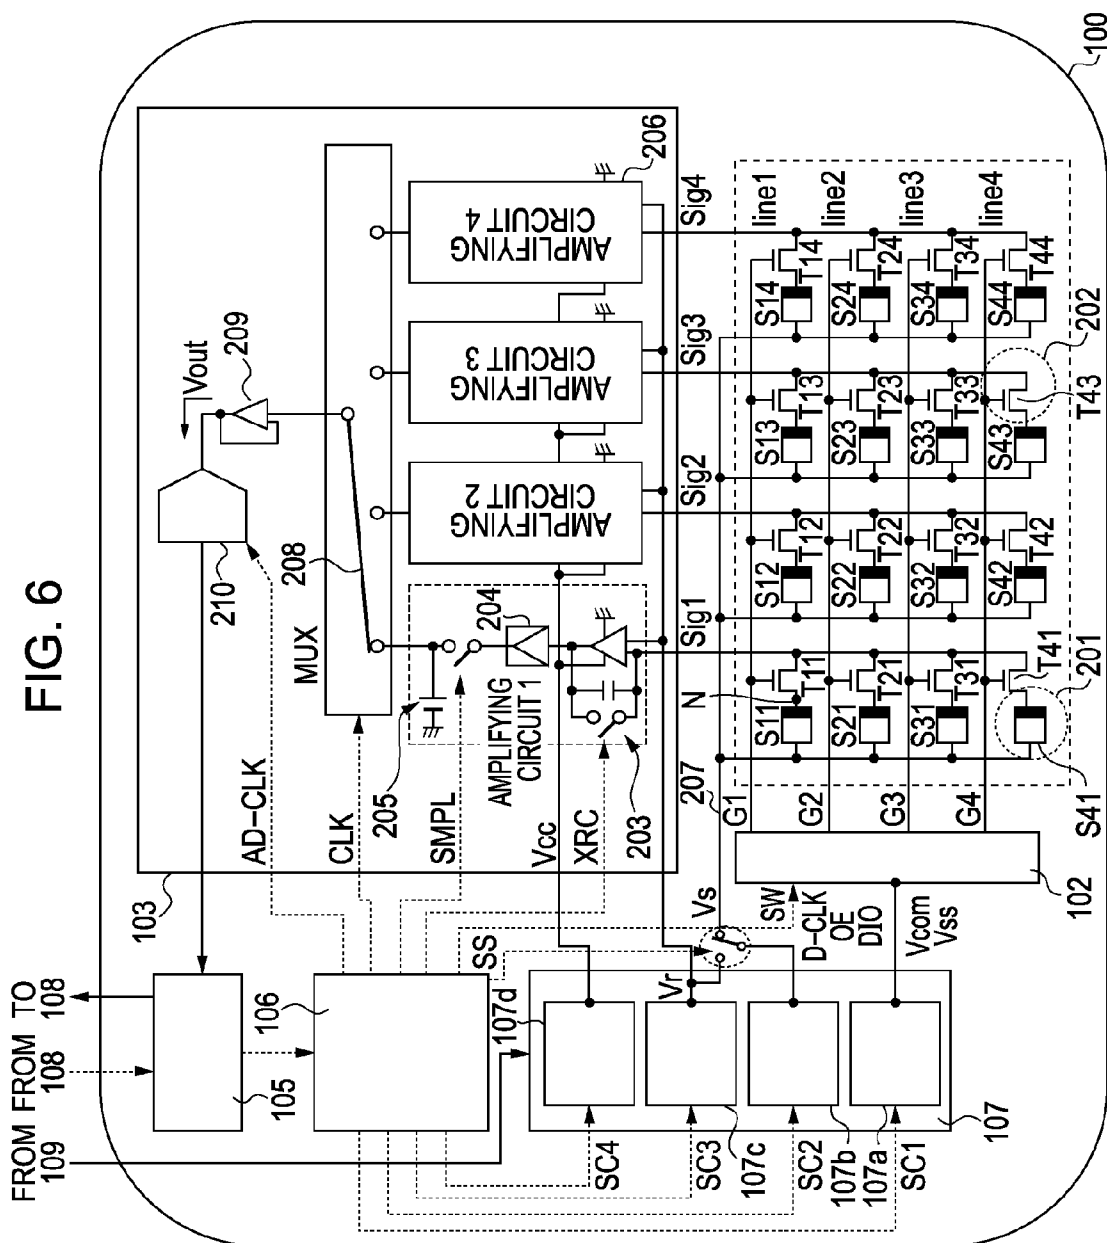 FIG. 6
FROM FROM TO
109 108 108
105
106
107d
SC4
SC3
107c
SC2
107b
107a
SC1
107
103
AD-CLK
CLK
SMPL
XRC
Vcc
SS
SW
Vr
Vs
D-CLK
OE
DIO
Vcom
Vss
102
210
Vout
209
MUX
208
205
204
203
AMPLIFYING
CIRCUIT 1
AMPLIFYING
CIRCUIT 2
AMPLIFYING
CIRCUIT 3
AMPLIFYING
CIRCUIT 4
206
207
N
Sig1
Sig2
Sig3
Sig4
G1
S11
T11
S12
T12
S13
T13
S14
T14
line1
G2
S21
T21
S22
T22
S23
T23
S24
T24
line2
G3
S31
T31
S32
T32
S33
T33
S34
T34
line3
G4
S41
T41
S42
T42
S43
T43
S44
T44
line4
201
202
100